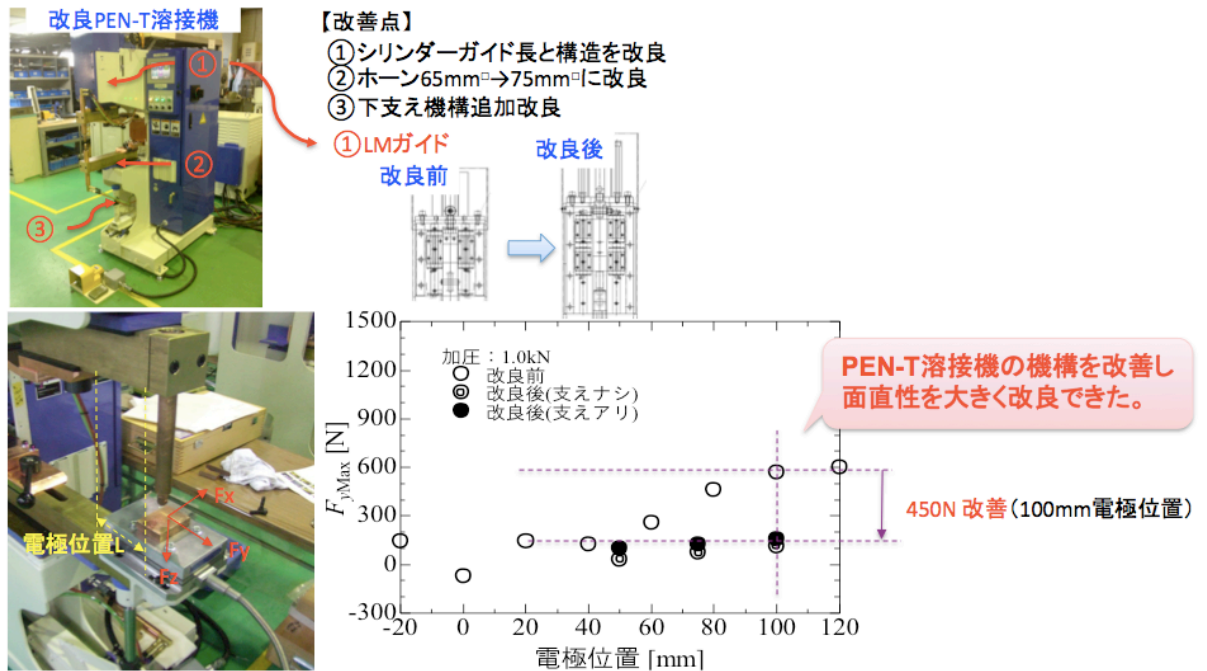 改良PEN-T溶接機
【改善点】
①シリンダーガイド長と構造を改良
②ホーン65mm□→75mm□に改良
③下支え機構追加改良
①
②
③
①LMガイド
改良前
改良後
1500
1200
900
600
300
0
-300
FyMax [N]
加圧：1.0kN
改良前
改良後(支えナシ)
改良後(支えアリ)
-20 0 20 40 60 80 100 120
電極位置 [mm]
PEN-T溶接機の機構を改善し
面直性を大きく改良できた。
450N 改善（100mm電極位置）
電極位置L
Fx
Fy
Fz